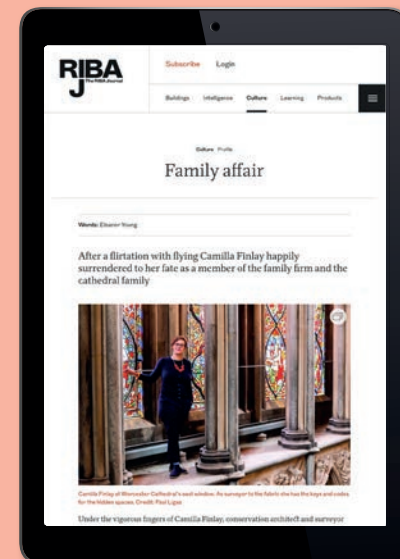 RIBA
J The RIBA Journal
Subscribe Login
Buildings Intelligence Culture Learning Products
Culture Profile
Family affair
Words: Eleanor Young
After a flirtation with flying Camilla Finlay happily
surrendered to her fate as a member of the family firm and the
cathedral family
Camilla Finlay at Worcester Cathedral's east window. As surveyor to the fabric she has the keys and codes
for the hidden spaces. Credit: Paul Ligas
Under the vigorous fingers of Camilla Finlay, conservation architect and surveyor